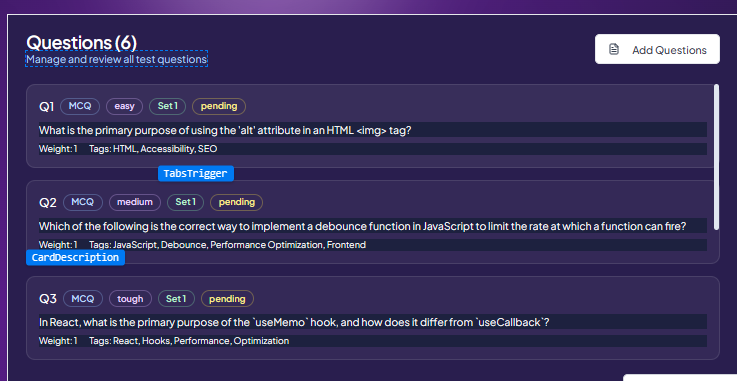 Questions (6)
Manage and review all test questions
Add Questions
Q1 MCQ easy Set 1 pending
What is the primary purpose of using the 'alt' attribute in an HTML <img> tag?
Weight: 1 Tags: HTML, Accessibility, SEO
TabsTrigger
Q2 MCQ medium Set 1 pending
Which of the following is the correct way to implement a debounce function in JavaScript to limit the rate at which a function can fire?
Weight: 1 Tags: JavaScript, Debounce, Performance Optimization, Frontend
CardDescription
Q3 MCQ tough Set 1 pending
In React, what is the primary purpose of the `useMemo` hook, and how does it differ from `useCallback`?
Weight: 1 Tags: React, Hooks, Performance, Optimization